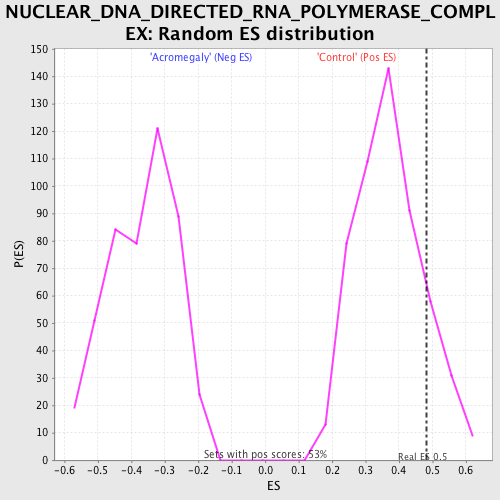 NUCLEAR_DNA_DIRECTED_RNA_POLYMERASE_COMPL
EX: Random ES distribution
'Acromegaly' (Neg ES) 'Control' (Pos ES)
150
140
130
120
110
100
90
80
70
60
50
40
30
20
10
0
P(ES)
Sets with pos scores: 53%
Real ES 0.5
-0.6 -0.5 -0.4 -0.3 -0.2 -0.1 0.0 0.1 0.2 0.3 0.4 0.5 0.6
ES